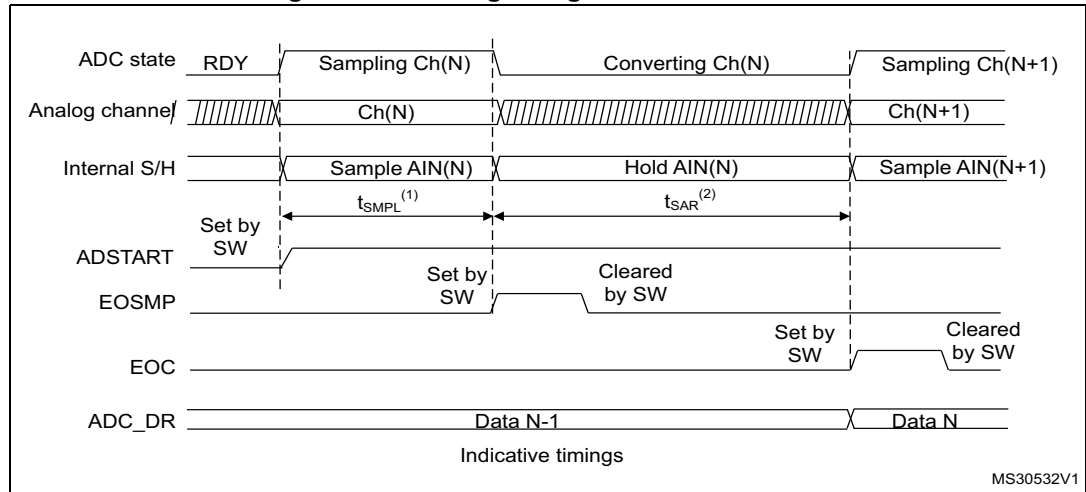 ADC state RDY Sampling Ch(N) Converting Ch(N) Sampling Ch(N+1)
Analog channel Ch(N) Ch(N+1)
Internal S/H Sample AIN(N) Hold AIN(N) Sample AIN(N+1)
tSMPL(1) tSAR(2)
Set by
SW
ADSTART
Set by
SW
Cleared
by SW
EOSMP
Set by
SW
Cleared
by SW
EOC
ADC_DR Data N-1 Data N
Indicative timings
MS30532V1